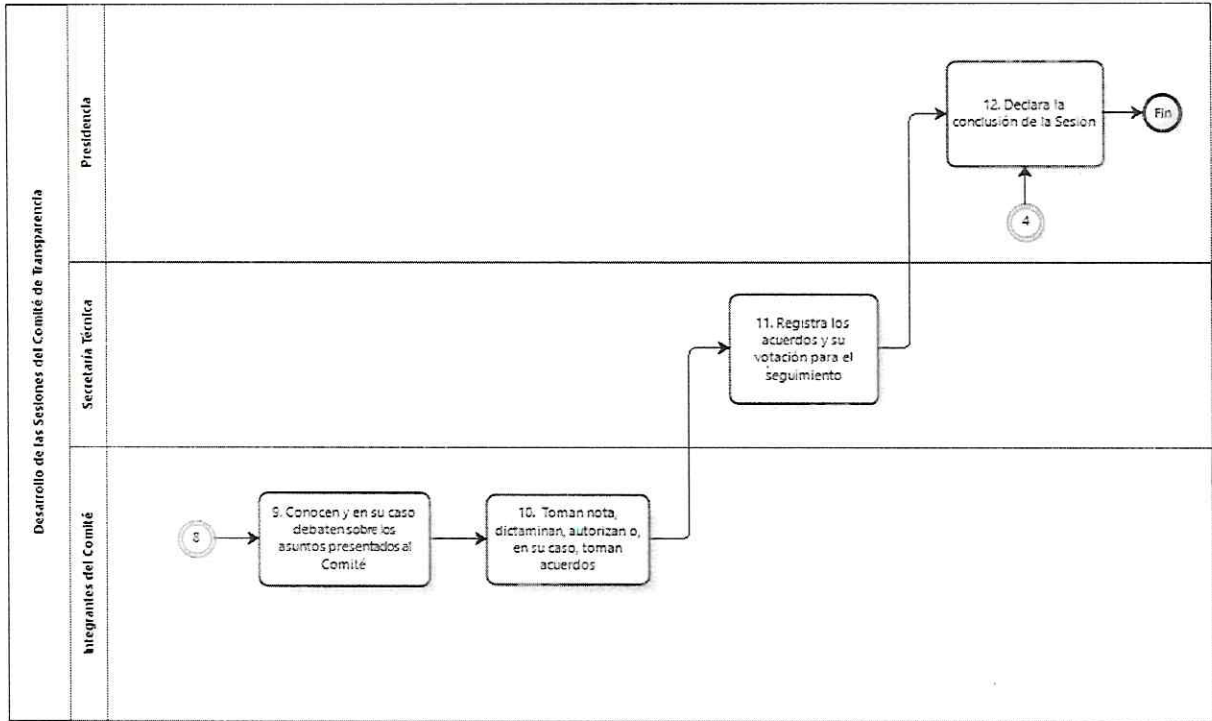 Desarrollo de las Sesiones del Comité de Transparencia
Presidencia
12. Declara la
conclusión de la Sesión
Fin
4
Secretaría Técnica
11. Registra los
acuerdos y su
votación para el
seguimiento
Integrantes del Comité
8
9. Conocen y en su caso
debaten sobre los
asuntos presentados al
Comité
10. Toman nota,
dictaminan, autorizan o,
en su caso, toman
acuerdos